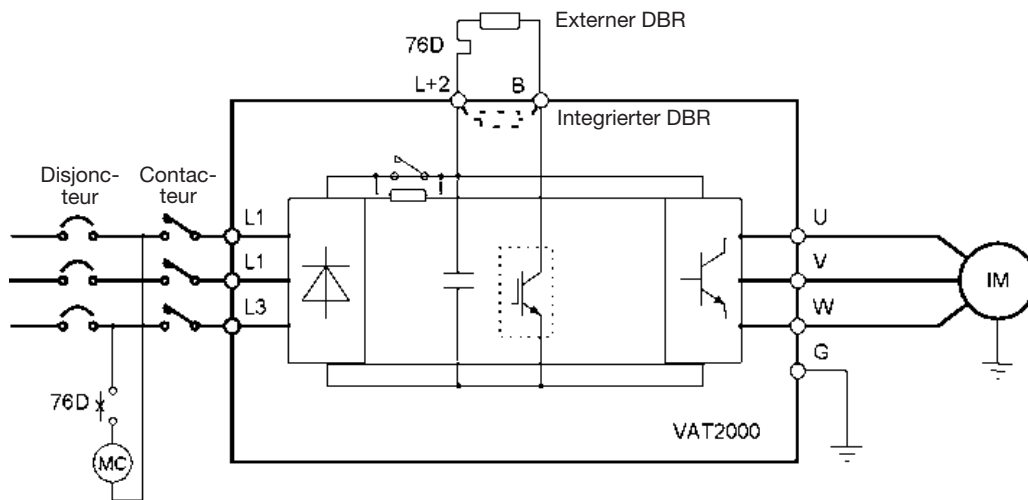 Externer DBR
76D
L+2
B
Integrierter DBR
Disjonc-
teur
Contac-
teur
L1
U
L1
V
IM
L3
W
G
76D
VAT2000
MC